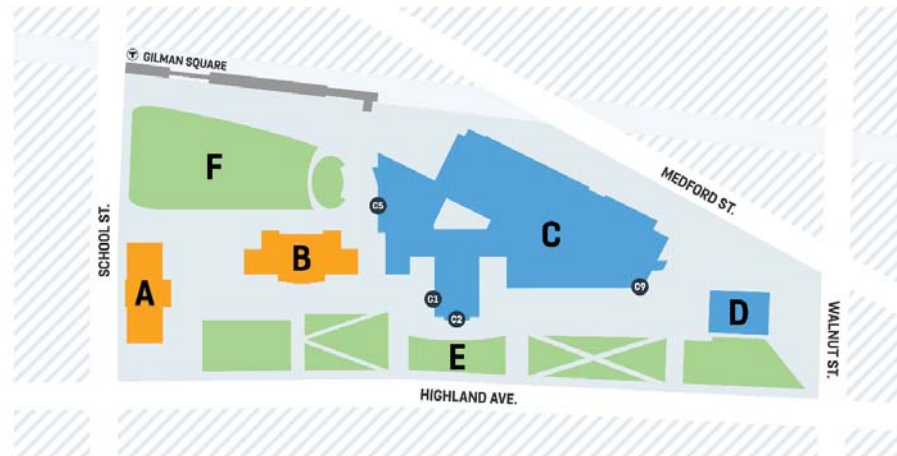 T GILMAN SQUARE
F
C5
MEDFORD ST.
SCHOOL ST.
C
B
A
C9
C1
D
C2
WALNUT ST.
E
HIGHLAND AVE.